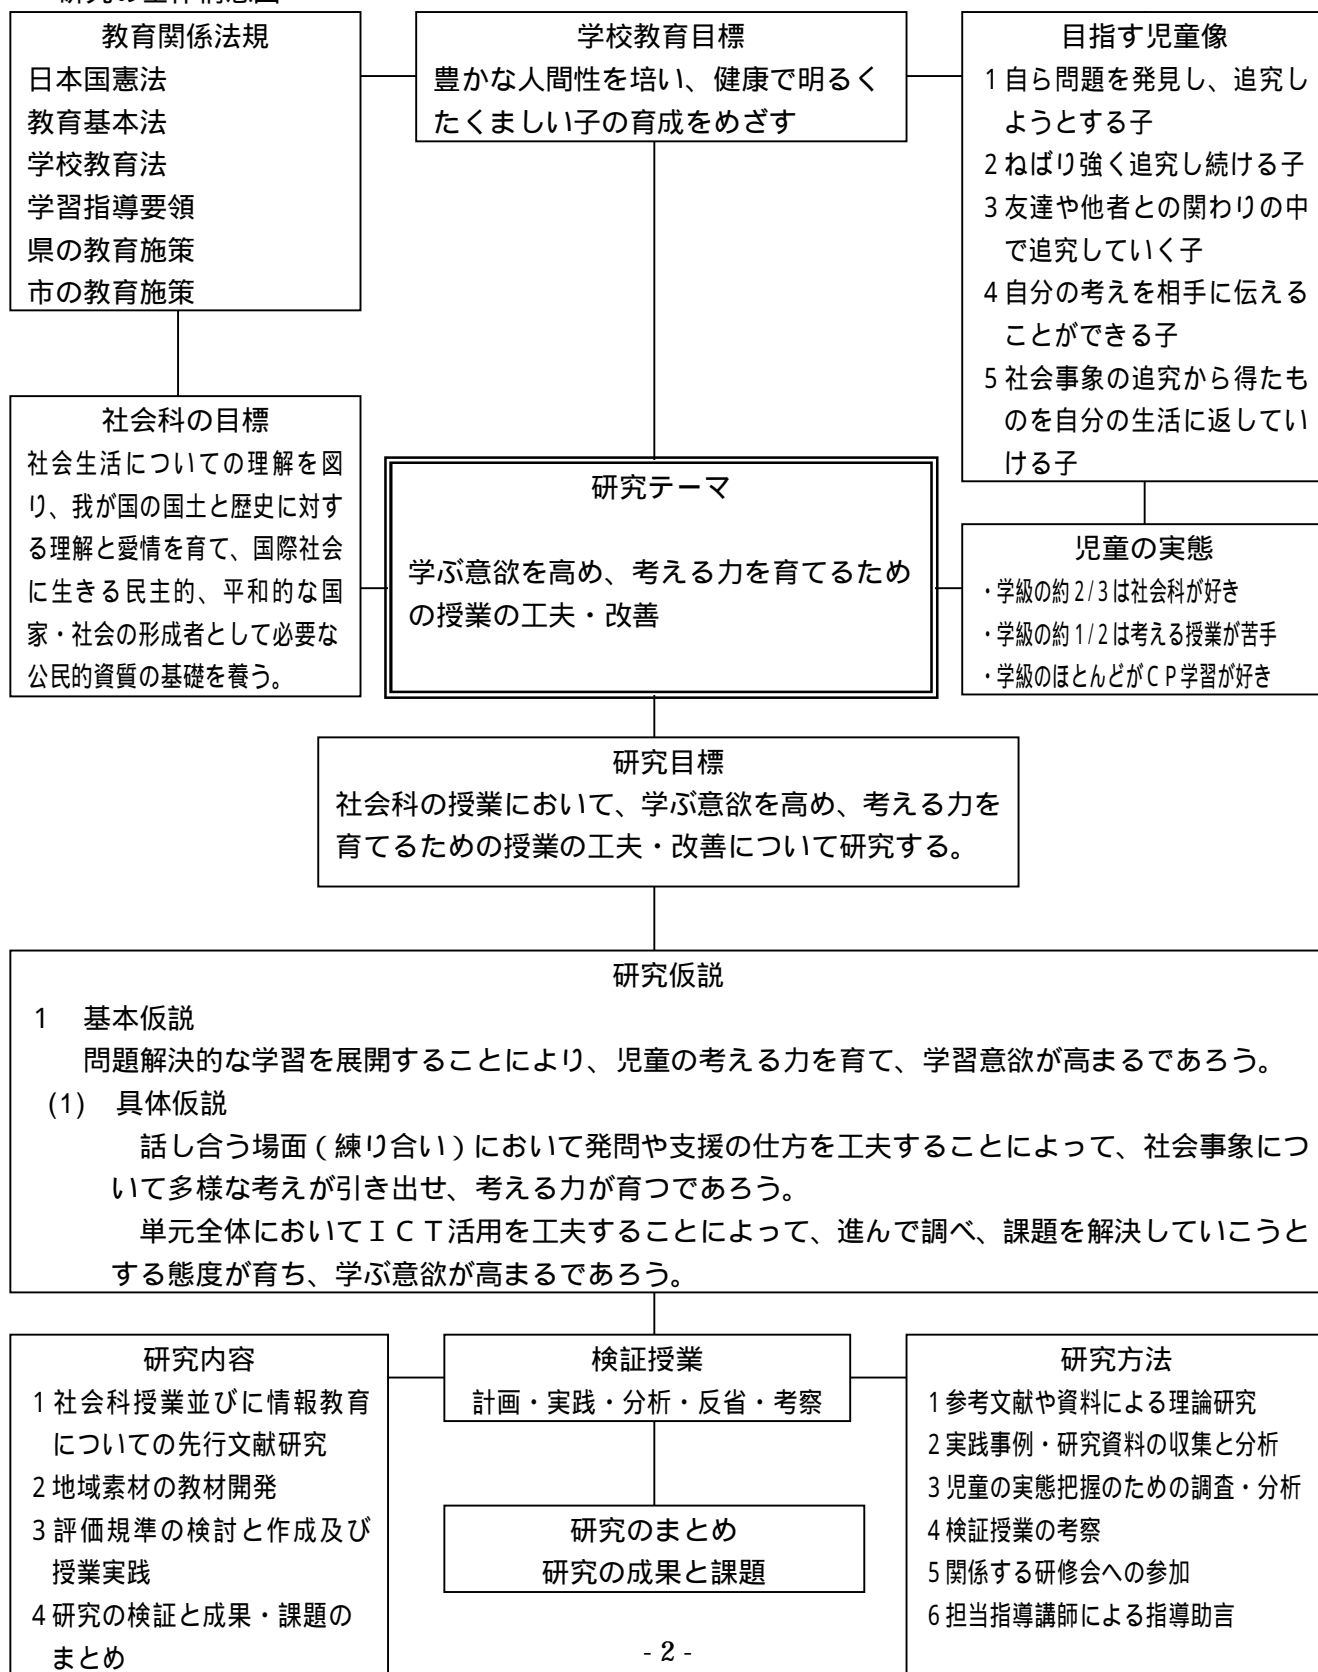 教育関係法規
日本国憲法
教育基本法
学校教育法
学習指導要領
県の教育施策
市の教育施策
学校教育目標
豊かな人間性を培い、健康で明るく
たくましい子の育成をめざす
目指す児童像
1 自ら問題を発見し、追究し
ようとする子
2 ねばり強く追究し続ける子
3 友達や他者との関わりの中
で追究していく子
4 自分の考えを相手に伝える
ことができる子
5 社会事象の追究から得たも
のを自分の生活に返してい
ける子
社会科の目標
社会生活についての理解を図
り、我が国の国土と歴史に対す
る理解と愛情を育て、国際社会
に生きる民主的、平和的な国
家・社会の形成者として必要な
公民的資質の基礎を養う。
研究テーマ
学ぶ意欲を高め、考える力を育てるため
の授業の工夫・改善
児童の実態
・学級の約2/3は社会科が好き
・学級の約1/2は考える授業が苦手
・学級のほとんどがCP学習が好き
研究目標
社会科の授業において、学ぶ意欲を高め、考える力を
育てるための授業の工夫・改善について研究する。
研究仮説
1 基本仮説
問題解決的な学習を展開することにより、児童の考える力を育て、学習意欲が高まるであろう。
(1) 具体仮説
話し合う場面(練り合い)において発問や支援の仕方を工夫することによって、社会事象につ
いて多様な考えが引き出せ、考える力が育つであろう。
単元全体においてICT活用を工夫することによって、進んで調べ、課題を解決していこうと
する態度が育ち、学ぶ意欲が高まるであろう。
研究内容
1 社会科授業並びに情報教育
についての先行文献研究
2 地域素材の教材開発
3 評価規準の検討と作成及び
授業実践
4 研究の検証と成果・課題の
まとめ
検証授業
計画・実践・分析・反省・考察
研究のまとめ
研究の成果と課題
研究方法
1 参考文献や資料による理論研究
2 実践事例・研究資料の収集と分析
3 児童の実態把握のための調査・分析
4 検証授業の考察
5 関係する研修会への参加
6 担当指導講師による指導助言
- 2 -